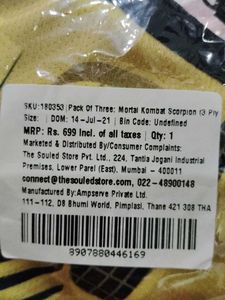 SKU:180353 |Pack Of Three: Mortal Kombat Scorpion (3 Ply
Size: | DOM: 14-Jul-21 | Bin Code: Undefined
MRP: Rs. 699 Incl. of all taxes | Qty: 1
Marketed & Distributed By/Consumer Complaints:
The Souled Store Pvt. Ltd., 224, Tantia Jogani Industrial
Premises, Lower Parel (East), Mumbai - 400011
connect@thesouledstore.com, 022-48900148
Manufactured By:Ampserve Private Ltd.
111-112, D8 Bhumi World, Pimplasi, Thane 421 308 THA
8907880446169